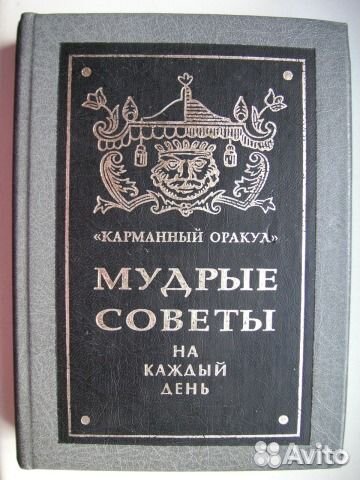 «КАРМАННЫЙ ОРАКУЛ»
МУДРЫЕ
СОВЕТЫ
НА
КАЖДЫЙ
ДЕНЬ
Avito